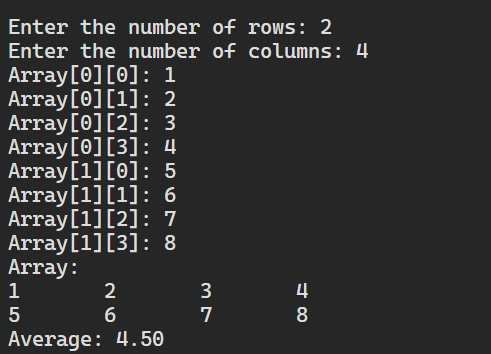 Enter the number of rows: 2
Enter the number of columns: 4
Array[0][0]: 1
Array[0][1]: 2
Array[0][2]: 3
Array[0][3]: 4
Array[1][0]: 5
Array[1][1]: 6
Array[1][2]: 7
Array[1][3]: 8
Array:
1       2       3       4
5       6       7       8
Average: 4.50